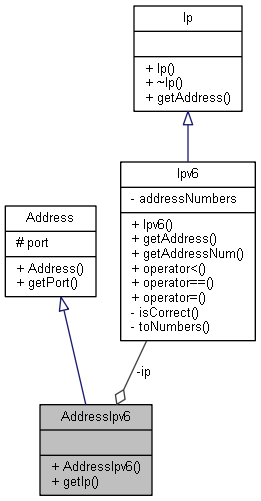 Ip
+ Ip()
+ ~Ip()
+ getAddress()
Ipv6
- addressNumbers
+ Ipv6()
+ getAddress()
+ getAddressNum()
+ operator<()
+ operator==()
+ operator=()
- isCorrect()
- toNumbers()
Address
# port
+ Address()
+ getPort()
-ip
AddressIpv6
+ AddressIpv6()
+ getIp()